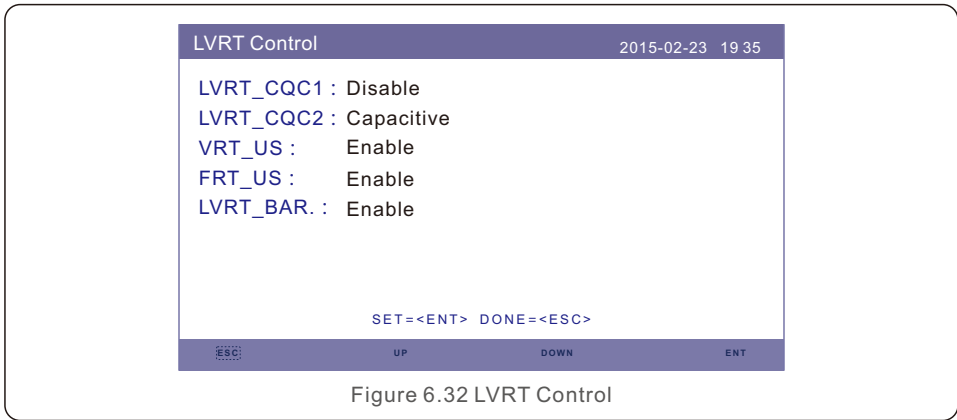 LVRT Control 2015-02-23 19 35
LVRT_CQC1 : Disable
LVRT_CQC2 : Capacitive
VRT_US : Enable
FRT_US : Enable
LVRT_BAR. : Enable
SET=<ENT> DONE=<ESC>
ESC UP DOWN ENT
Figure 6.32 LVRT Control